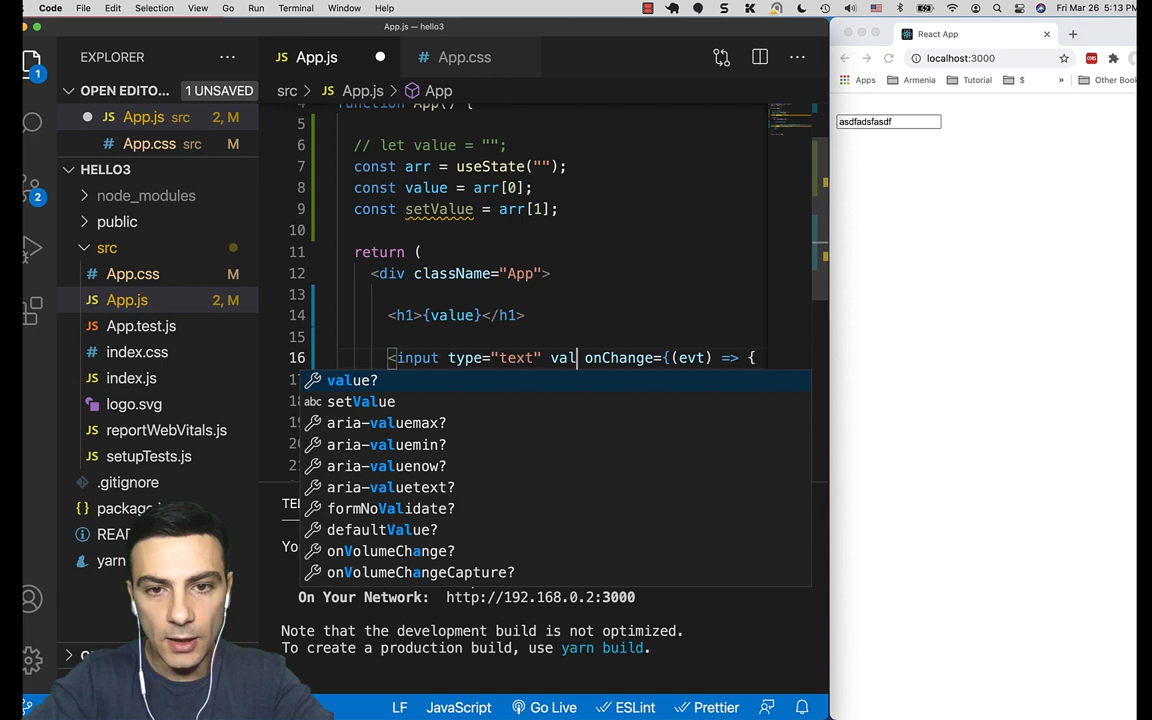 Code File Edit Selection View Go Run Terminal Window Help
Fri Mar 26 5:13 PM
App.js — hello3
EXPLORER
JS App.js
# App.css
OPEN EDITO... 1 UNSAVED
JS App.js src 2, M
# App.css src M
HELLO3
node_modules
public
src
# App.css M
JS App.js 2, M
JS App.test.js
# index.css
JS index.js
logo.svg
JS reportWebVitals.js
JS setupTests.js
.gitignore
{}
READ
yarn
1
2
src > JS App.js > App
4 function App() {
5
6 // let value = "";
7 const arr = useState("");
8 const value = arr[0];
9 const setValue = arr[1];
10
11 return (
12 <div className="App">
13
14 <h1>{value}</h1>
15
16 <input type="text" val onChange={(evt) => {
value?
setValue
aria-valuemax?
aria-valuemin?
aria-valuenow?
aria-valuetext?
formNoValidate?
defaultValue?
onVolumeChange?
onVolumeChangeCapture?
On Your Network: http://192.168.0.2:3000
Note that the development build is not optimized.
To create a production build, use yarn build.
LF JavaScript Go Live ESLint Prettier
React App
localhost:3000
Apps Armenia Tutorial $ » Other Book
asdfadsfasdf